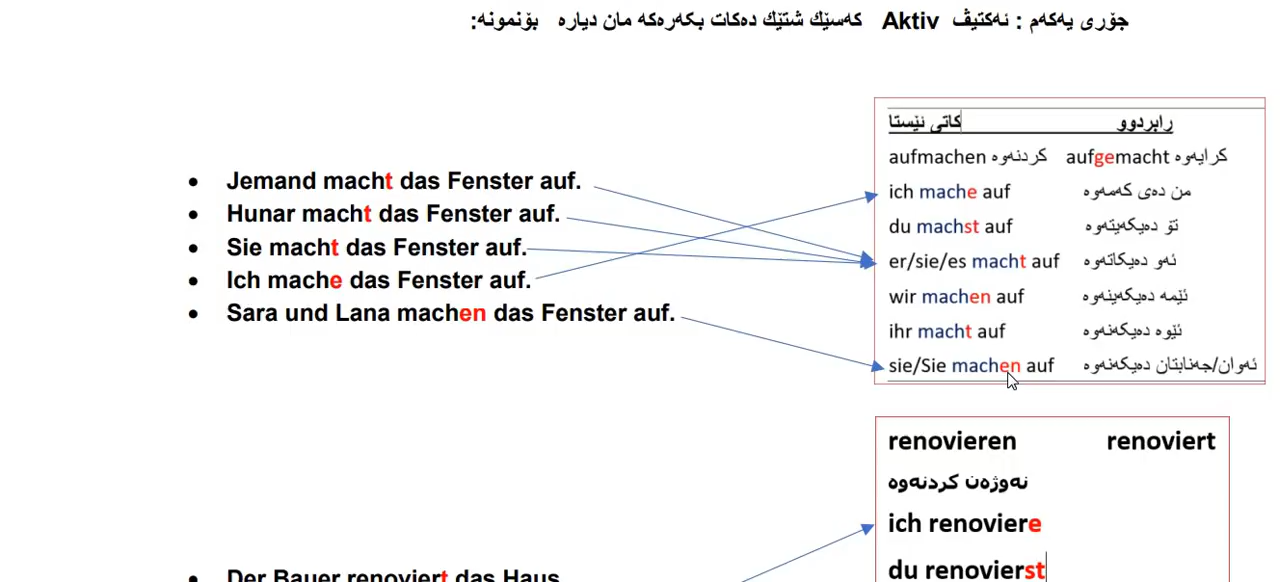 جۆری یەکەم : ئەکتیڤ Aktiv کەسێك شتێك دەکات بکەرەکە مان دیارە بۆنمونە:
• Jemand macht das Fenster auf.
• Hunar macht das Fenster auf.
• Sie macht das Fenster auf.
• Ich mache das Fenster auf.
• Sara und Lana machen das Fenster auf.
کاتی ئێستا رابردوو
aufmachen کردنەوە aufgemacht کرایەوە
ich mache auf من دەی کەمەوە
du machst auf تۆ دەیکەیتەوە
er/sie/es macht auf ئەو دەیکاتەوە
wir machen auf ئێمە دەیکەینەوە
ihr macht auf ئێوە دەیکەنەوە
sie/Sie machen auf ئەوان/جەنابتان دەیکەنەوە
renovieren renoviert
نەوژەن کردنەوە
ich renoviere
du renovierst
• Der Bauer renoviert das Haus